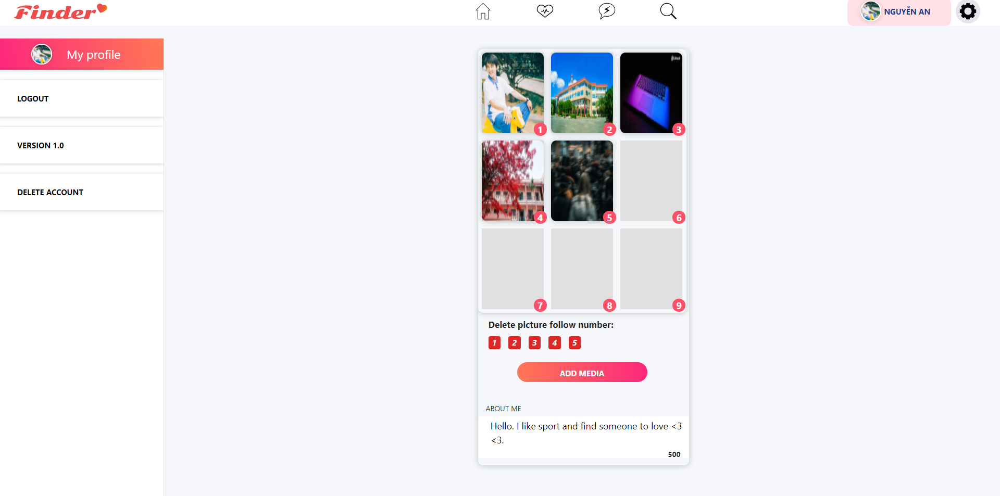 Finder
NGUYỄN AN
My profile
LOGOUT
VERSION 1.0
DELETE ACCOUNT
1
2
3
4
5
6
7
8
9
Delete picture follow number:
1 2 3 4 5
ADD MEDIA
ABOUT ME
Hello. I like sport and find someone to love <3
<3.
500